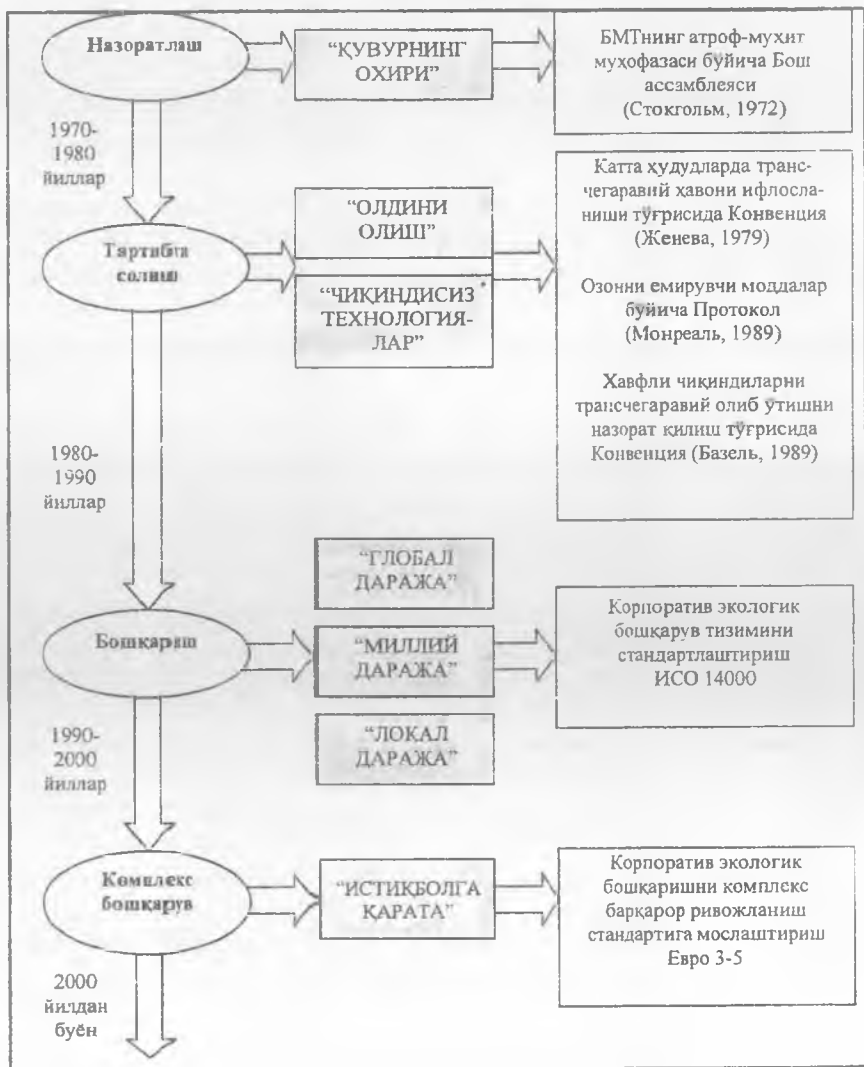 Назоратлаш
“ҚУВУРНИНГ
ОХИРИ”
БМТнинг атроф-муҳит
муҳофазаси бўйича Бош
ассамблеяси
(Стокгольм, 1972)
1970-
1980
йиллар
Тартибга
солиш
“ОЛДИНИ
ОЛИШ”
“ЧИҚИНДИСИЗ
ТЕХНОЛОГИЯ-
ЛАР”
Катта ҳудудларда транс-
чегаравий ҳавони ифлосла-
ниши тўғрисида Конвенция
(Женева, 1979)
Озонни емирувчи моддалар
бўйича Протокол
(Монреаль, 1989)
Хавфли чиқиндиларни
трансчегаравий олиб ўтишни
назорат қилиш тўғрисида
Конвенция (Базель, 1989)
1980-
1990
йиллар
Бошқариш
“ГЛОБАЛ
ДАРАЖА”
“МИЛЛИЙ
ДАРАЖА”
“ЛОКАЛ
ДАРАЖА”
Корпоратив экологик
бошқарув тизимини
стандартлаштириш
ИСО 14000
1990-
2000
йиллар
Комплекс
бошқарув
“ИСТИҚБОЛГА
ҚАРАТА”
Корпоратив экологик
бошқаришни комплекс
барқарор ривожланиш
стандартига мослаштириш
Евро 3-5
2000
йилдан
буён